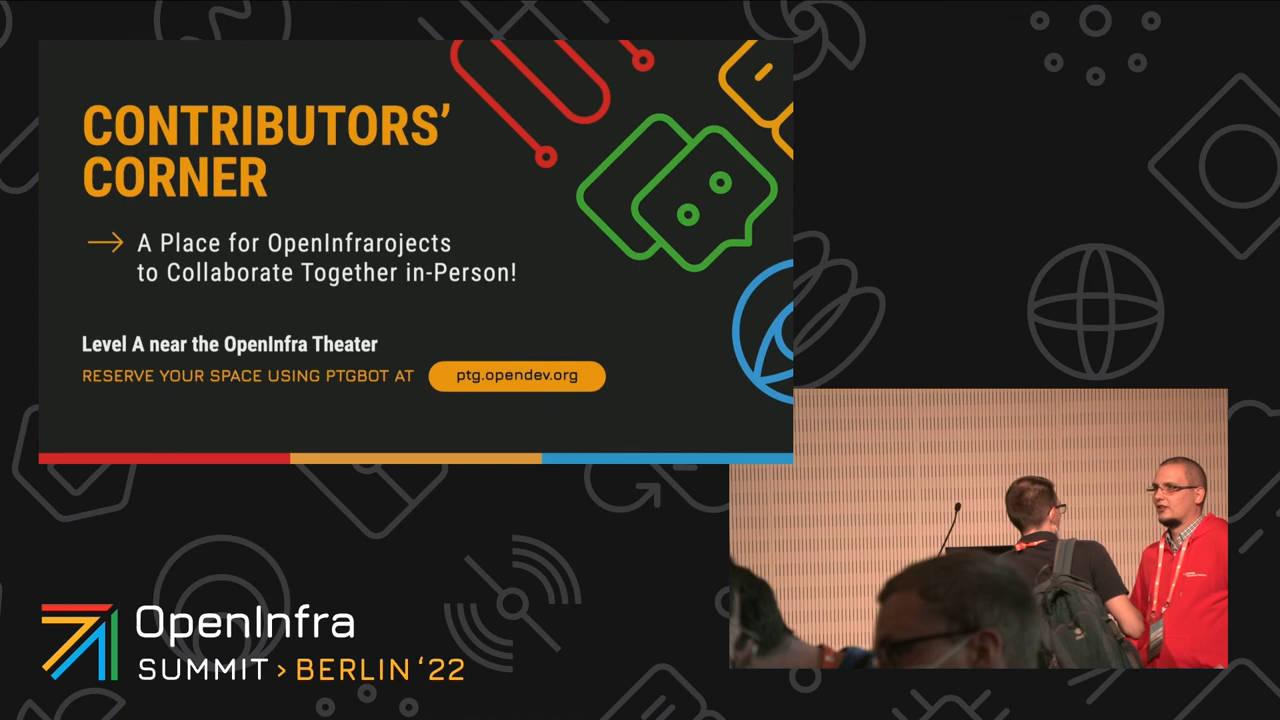 CONTRIBUTORS’
CORNER
A Place for OpenInfrarojects
to Collaborate Together in-Person!
Level A near the OpenInfra Theater
RESERVE YOUR SPACE USING PTGBOT AT
ptg.opendev.org
OpenInfra
SUMMIT > BERLIN ‘22